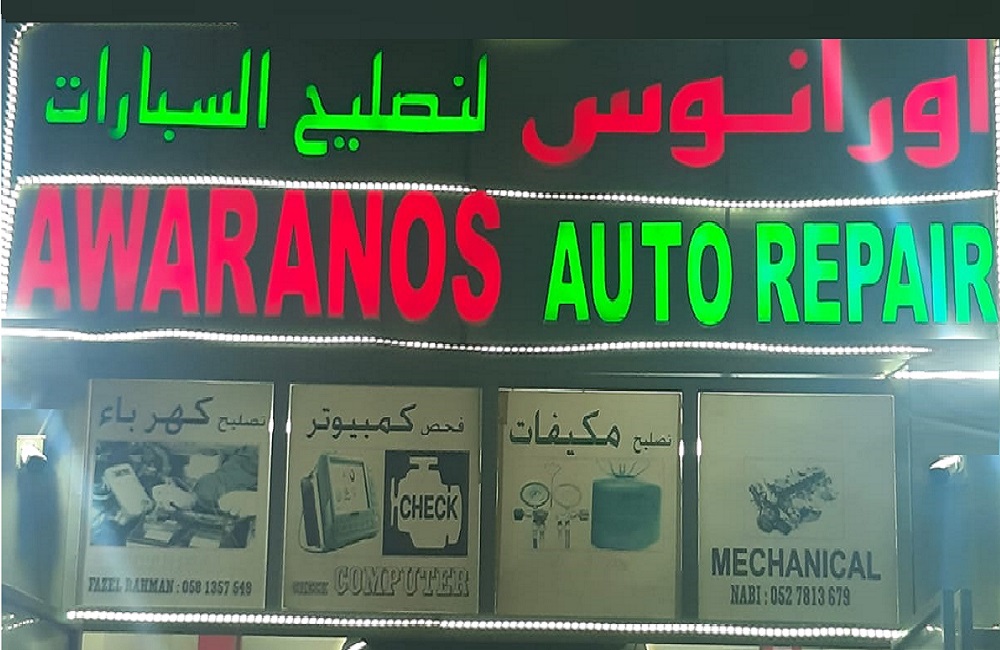 اورانوس لتصليح السيارات
AWARANOS AUTO REPAIR
تصليح كهرباء
FAZEL RAHMAN : 058 1357 549
فحص كمبيوتر
CHECK
CHECK COMPUTER
تصليح مكيفات
MECHANICAL
NABI : 052 7813 679